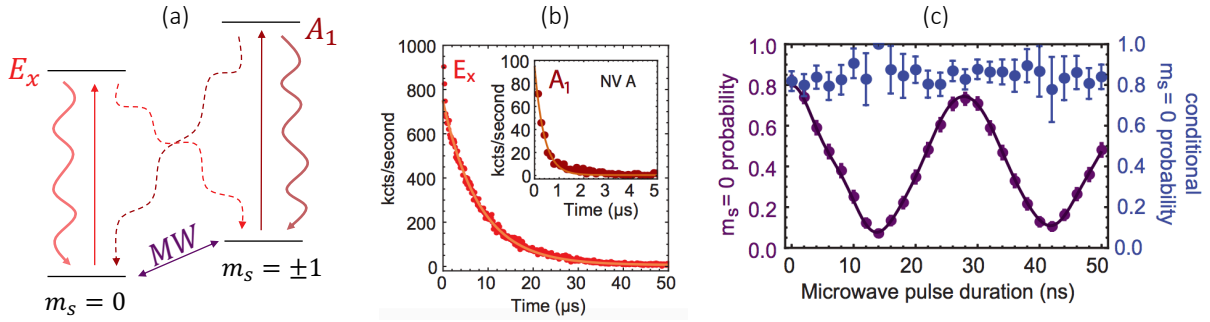 (a)
A₁
Eₓ
MW
mₛ = 0
mₛ = ±1
(b)
1000
800
600
400
200
0
kcts/second
Eₓ
0 10 20 30 40 50
Time (µs)
100
80
60
40
20
0
kcts/second
A₁
NV A
0 1 2 3 4 5
Time (µs)
(c)
1.0
0.8
0.6
0.4
0.2
0.0
mₛ = 0 probability
0 10 20 30 40 50
Microwave pulse duration (ns)
1.0
0.8
0.6
0.4
0.2
0.0
conditional
mₛ = 0 probability